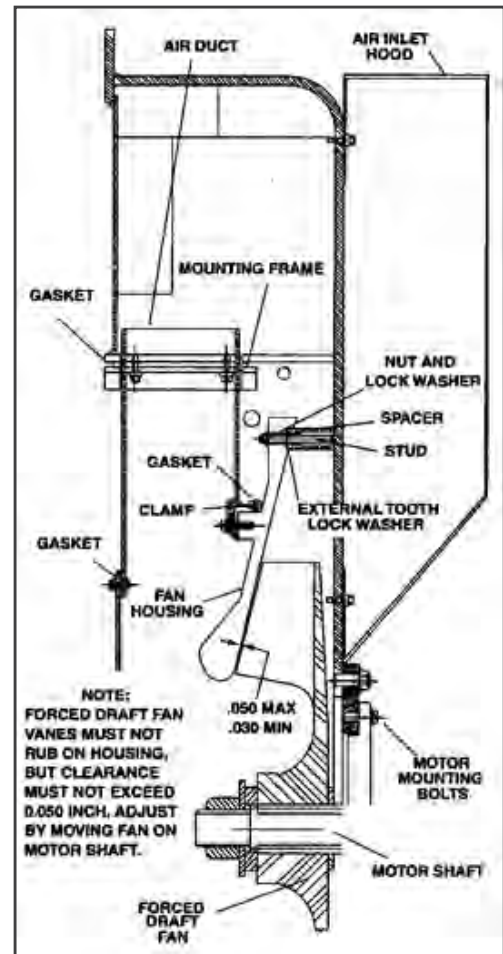 AIR DUCT
AIR INLET
HOOD
MOUNTING FRAME
GASKET
NUT AND
LOCK WASHER
SPACER
STUD
GASKET
CLAMP
EXTERNAL TOOTH
LOCK WASHER
GASKET
FAN
HOUSING
.050 MAX
.030 MIN
NOTE:
FORCED DRAFT FAN
VANES MUST NOT
RUB ON HOUSING,
BUT CLEARANCE
MUST NOT EXCEED
0.050 INCH. ADJUST
BY MOVING FAN ON
MOTOR SHAFT.
MOTOR
MOUNTING
BOLTS
MOTOR SHAFT
FORCED
DRAFT
FAN